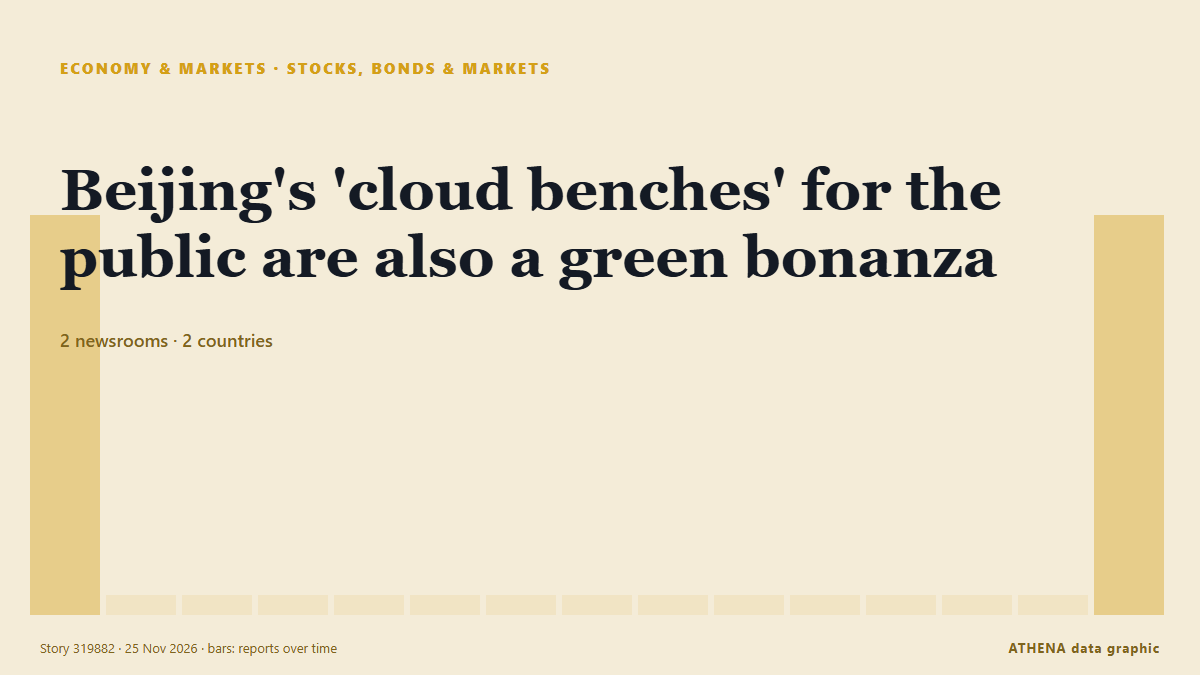 ECONOMY & MARKETS · STOCKS, BONDS & MARKETS
Beijing's 'cloud benches' for the
public are also a green bonanza
2 newsrooms · 2 countries
Story 319882 · 25 Nov 2026 · bars: reports over time
ATHENA data graphic